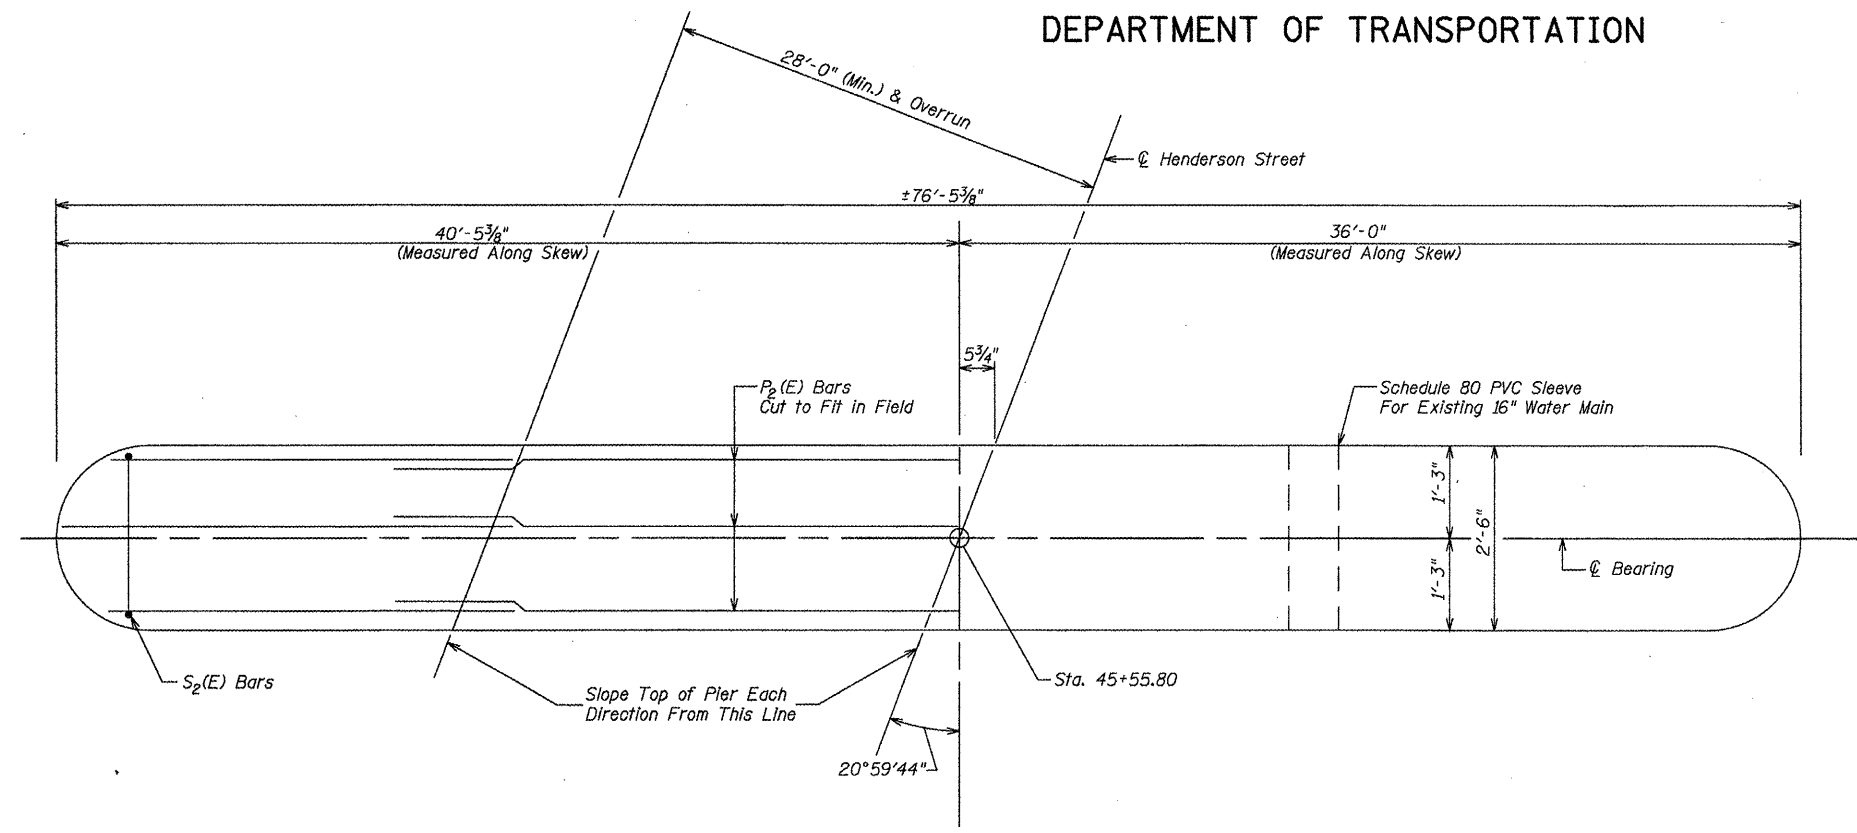 DEPARTMENT OF TRANSPORTATION
28'-0" (Min.) & Overrun
℄ Henderson Street
±76'-5⅜"
40'-5⅜"
(Measured Along Skew)
36'-0"
(Measured Along Skew)
5¾"
P₂(E) Bars
Cut to Fit in Field
Schedule 80 PVC Sleeve
For Existing 16" Water Main
1'-3"
2'-6"
1'-3"
℄ Bearing
S₂(E) Bars
Slope Top of Pier Each
Direction From This Line
Sta. 45+55.80
20°59'44"